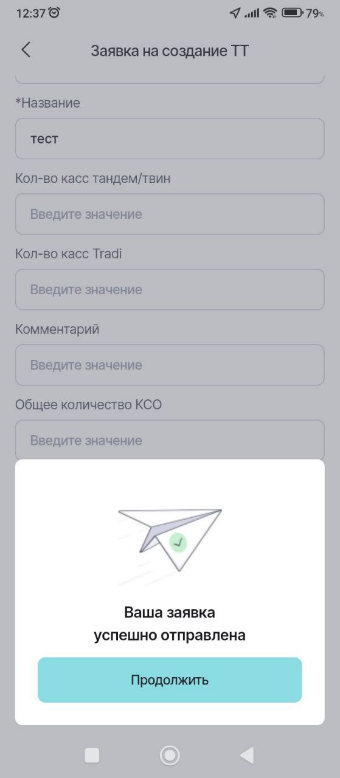 12:37
79%
Заявка на создание ТТ
*Название
тест
Кол-во касс тандем/твин
Введите значение
Кол-во касс Tradi
Введите значение
Комментарий
Введите значение
Общее количество КСО
Введите значение
Ваша заявка
успешно отправлена
Продолжить